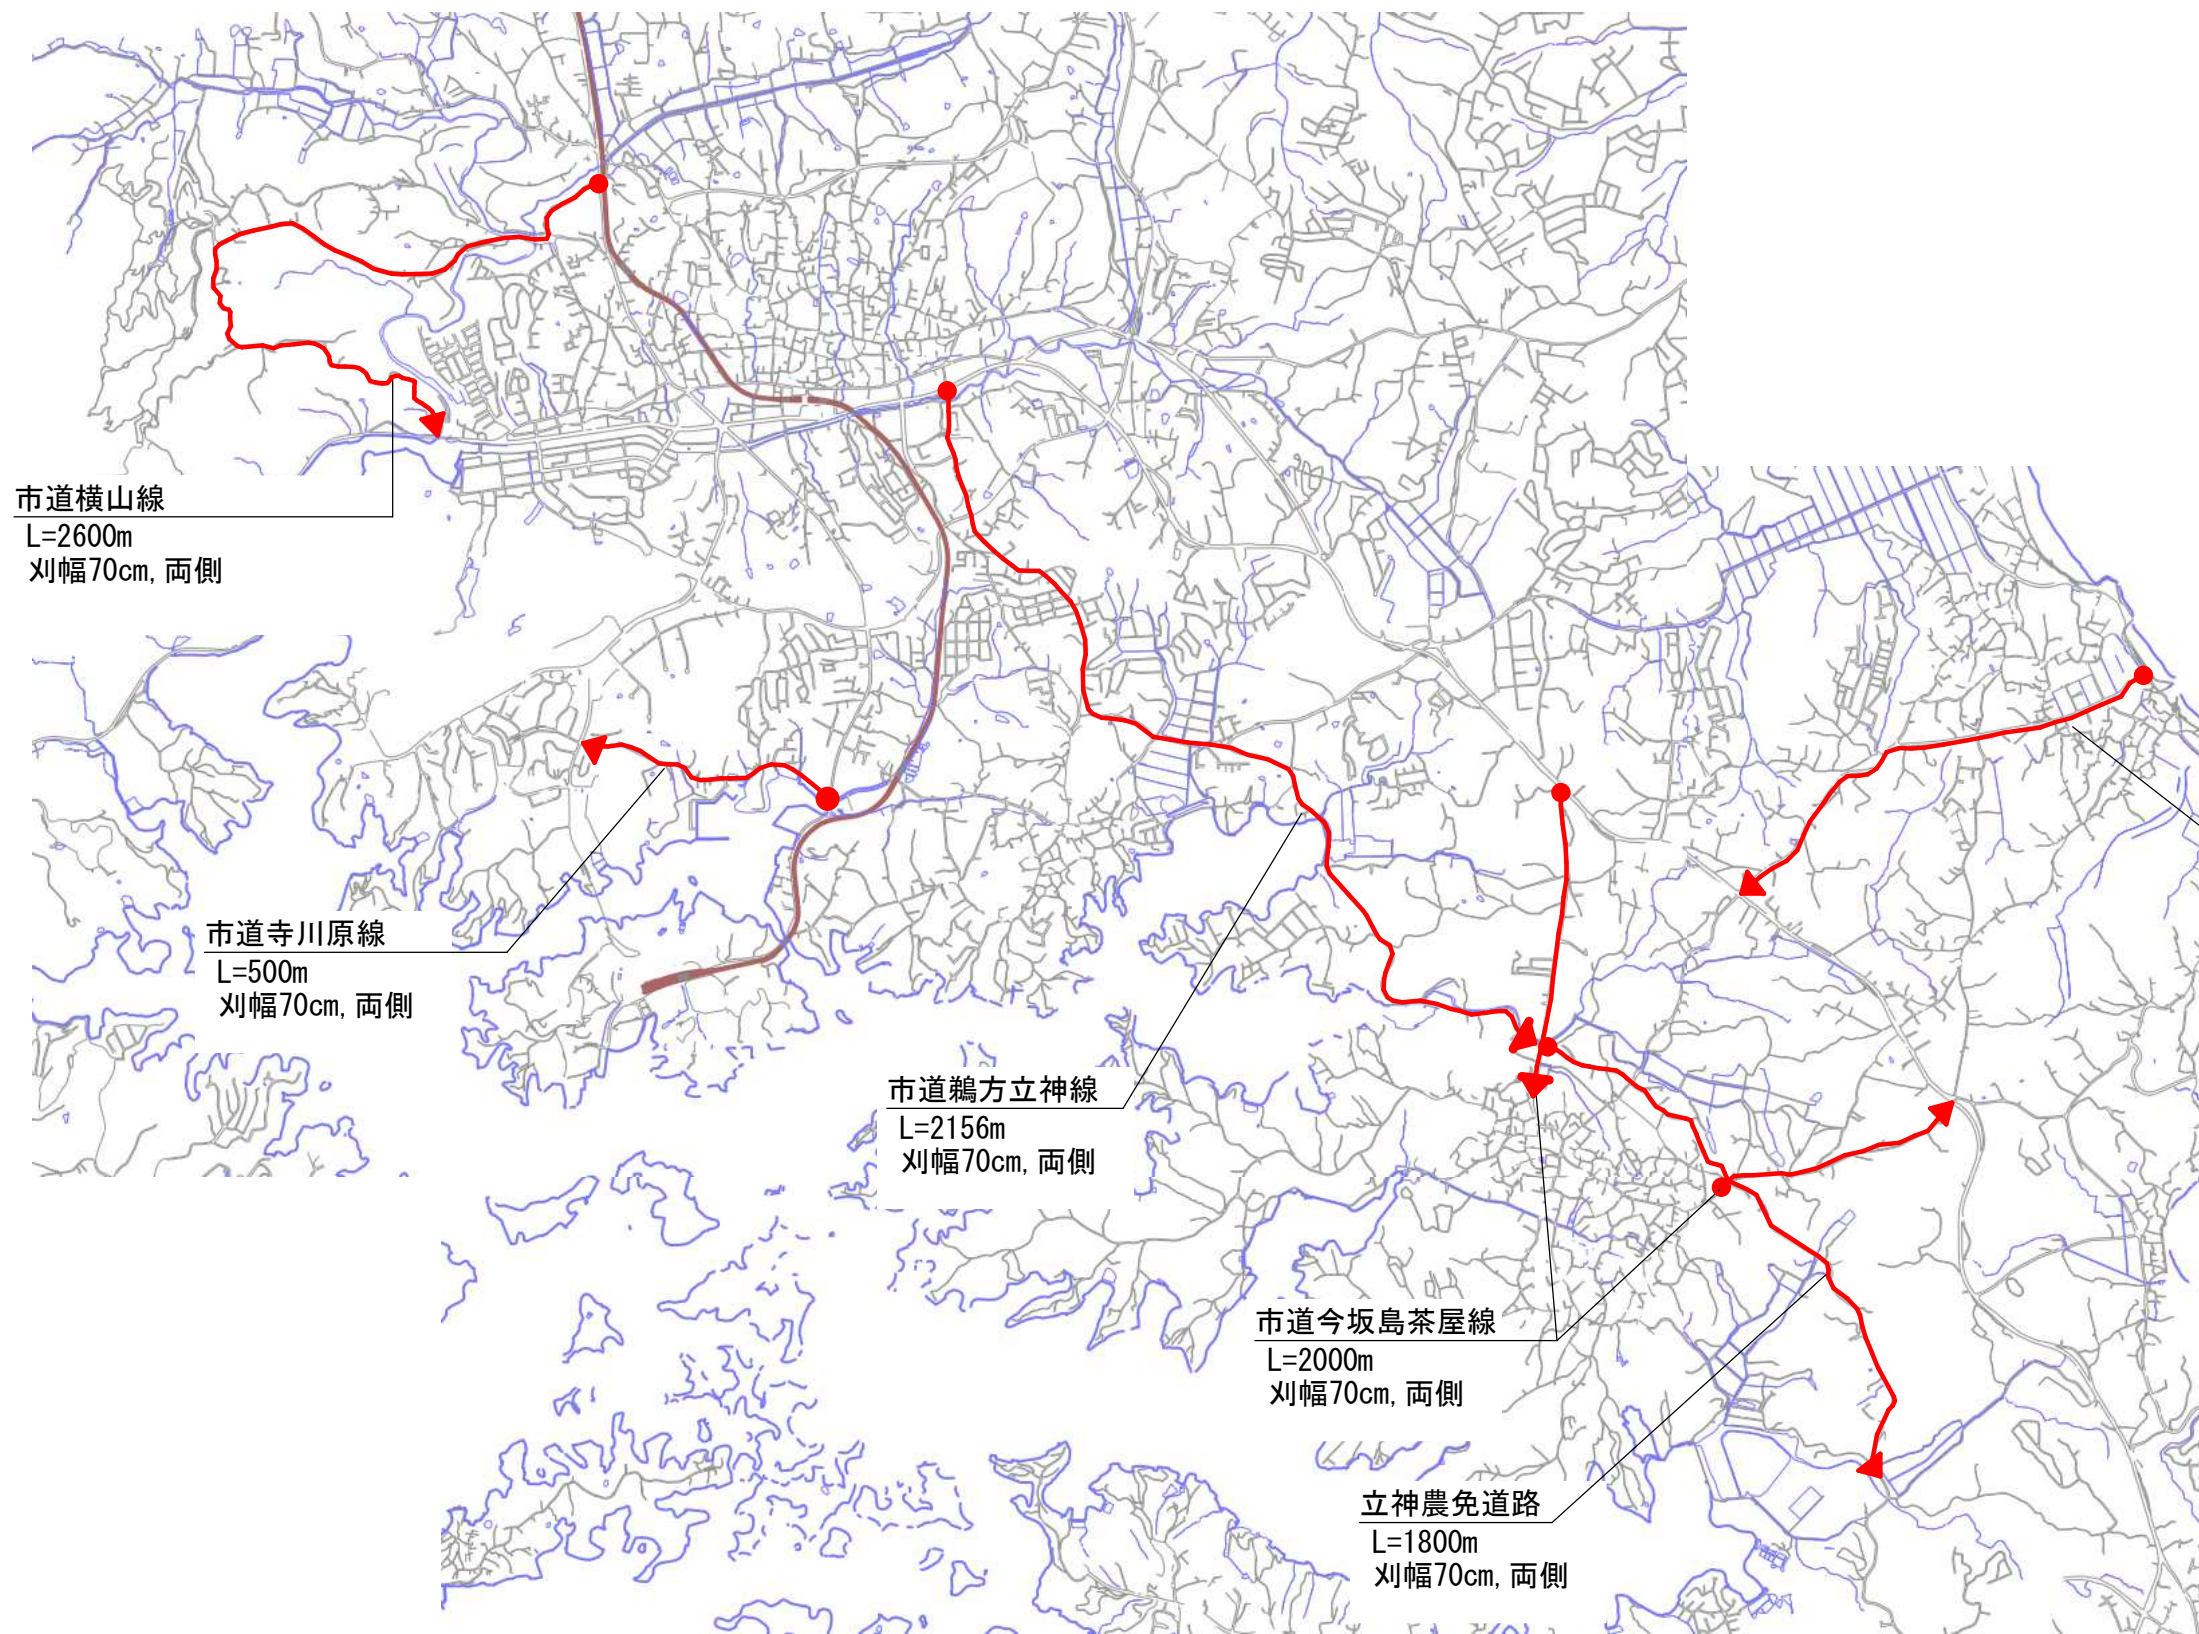 市道横山線
L=2600m
刈幅70cm, 両側
市道寺川原線
L=500m
刈幅70cm, 両側
市道鵜方立神線
L=2156m
刈幅70cm, 両側
市道今坂島茶屋線
L=2000m
刈幅70cm, 両側
立神農免道路
L=1800m
刈幅70cm, 両側